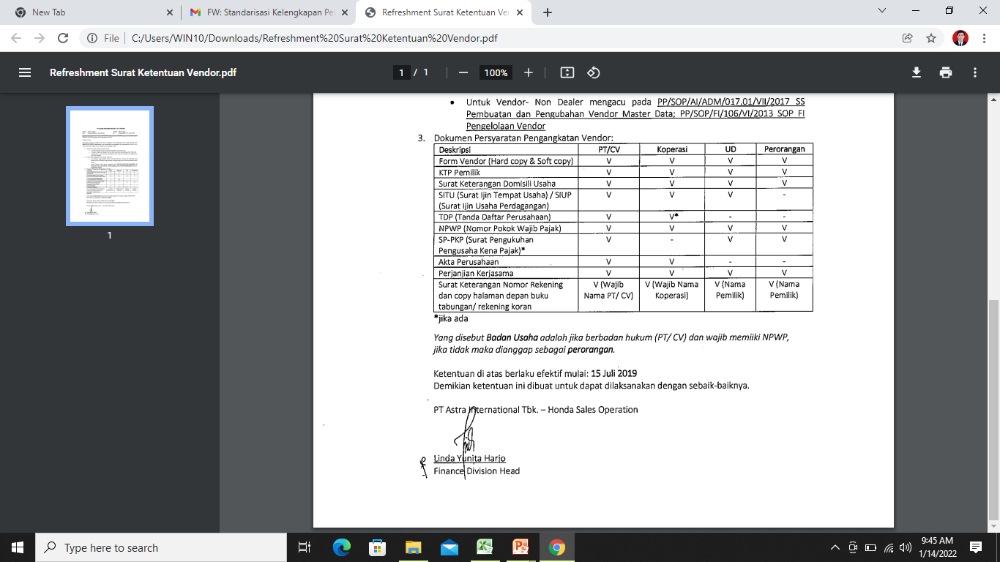 New Tab
FW: Standarisasi Kelengkapan Pe
Refreshment Surat Ketentuan Ven
File
C:/Users/WIN10/Downloads/Refreshment%20Surat%20Ketentuan%20Vendor.pdf
Refreshment Surat Ketentuan Vendor.pdf
1 / 1
100%
1
• Untuk Vendor- Non Dealer mengacu pada PP/SOP/AI/ADM/017.01/VII/2017 SS
Pembuatan dan Pengubahan Vendor Master Data; PP/SOP/FI/106/VI/2013 SOP FI
Pengelolaan Vendor
3. Dokumen Persyaratan Pengangkatan Vendor:
Deskripsi PT/CV Koperasi UD Perorangan
Form Vendor (Hard copy & Soft copy) V V V V
KTP Pemilik V V V V
Surat Keterangan Domisili Usaha V V V V
SITU (Surat Ijin Tempat Usaha) / SIUP V V V -
(Surat Ijin Usaha Perdagangan)
TDP (Tanda Daftar Perusahaan) V V* - -
NPWP (Nomor Pokok Wajib Pajak) V V V V
SP-PKP (Surat Pengukuhan V - V V
Pengusaha Kena Pajak)*
Akta Perusahaan V V - -
Perjanjian Kerjasama V V V V
Surat Keterangan Nomor Rekening V (Wajib V (Wajib Nama V (Nama V (Nama
dan copy halaman depan buku Nama PT/ CV) Koperasi) Pemilik) Pemilik)
tabungan/ rekening koran
*jika ada
Yang disebut Badan Usaha adalah jika berbadan hukum (PT/ CV) dan wajib memiiki NPWP,
jika tidak maka dianggap sebagai perorangan.
Ketentuan di atas berlaku efektif mulai: 15 Juli 2019
Demikian ketentuan ini dibuat untuk dapat dilaksanakan dengan sebaik-baiknya.
PT Astra International Tbk. – Honda Sales Operation
Linda Yunita Harjo
Finance Division Head
Type here to search
9:45 AM
1/14/2022